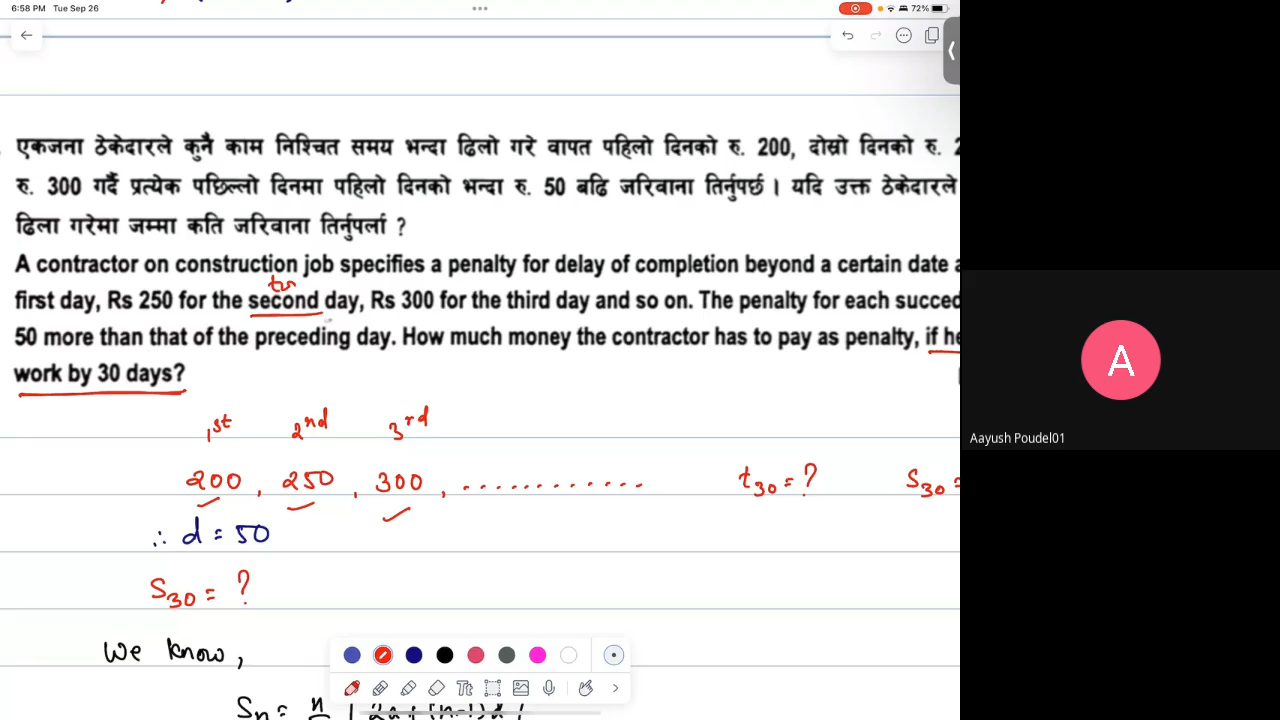 6:58 PM Tue Sep 26
72%
एकजना ठेकेदारले कुनै काम निश्चित समय भन्दा ढिलो गरे वापत पहिलो दिनको रु. 200, दोस्रो दिनको रु.
रु. 300 गर्दै प्रत्येक पछिल्लो दिनमा पहिलो दिनको भन्दा रु. 50 बढि जरिवाना तिर्नुपर्छ । यदि उक्त ठेकेदारले
ढिला गरेमा जम्मा कति जरिवाना तिर्नुपर्ला ?
A contractor on construction job specifies a penalty for delay of completion beyond a certain date
first day, Rs 250 for the second day, Rs 300 for the third day and so on. The penalty for each succed
50 more than that of the preceding day. How much money the contractor has to pay as penalty, if he
work by 30 days?
1st 2nd 3rd
200, 250, 300, ............. t30 = ? S30 =
∴ d = 50
S30 = ?
We know,
Tt
Aayush Poudel01
A